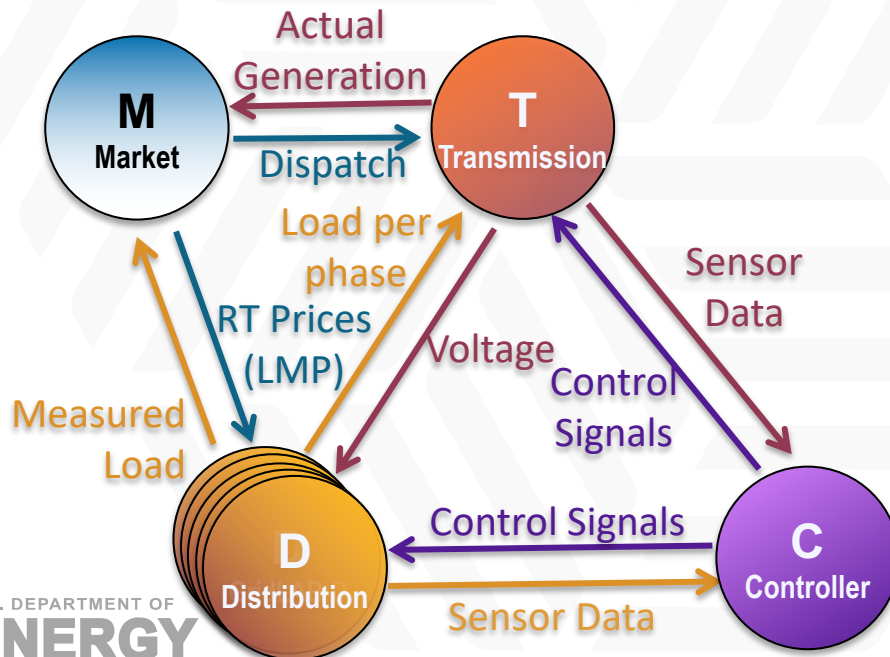 Actual
Generation
M
Market
T
Transmission
Dispatch
Load per
phase
Sensor
Data
RT Prices
(LMP)
Voltage
Control
Signals
Measured
Load
Control Signals
D
Distribution
C
Controller
Sensor Data
DEPARTMENT OF
NERGY